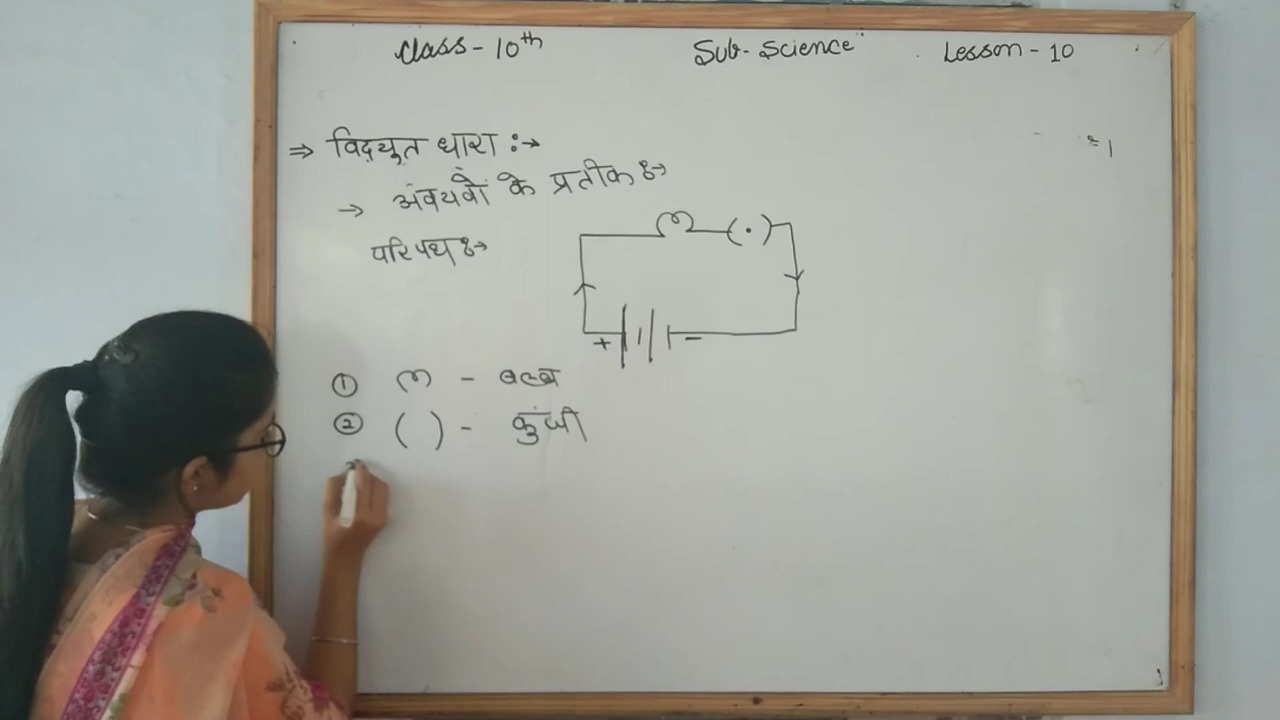 Class - 10th Sub - Science Lesson - 10
⇒ विद्युत धारा :→
→ अवयवों के प्रतीक :→
परिपथ :→
+ -
① - बल्ब
② ( ) - कुंजी